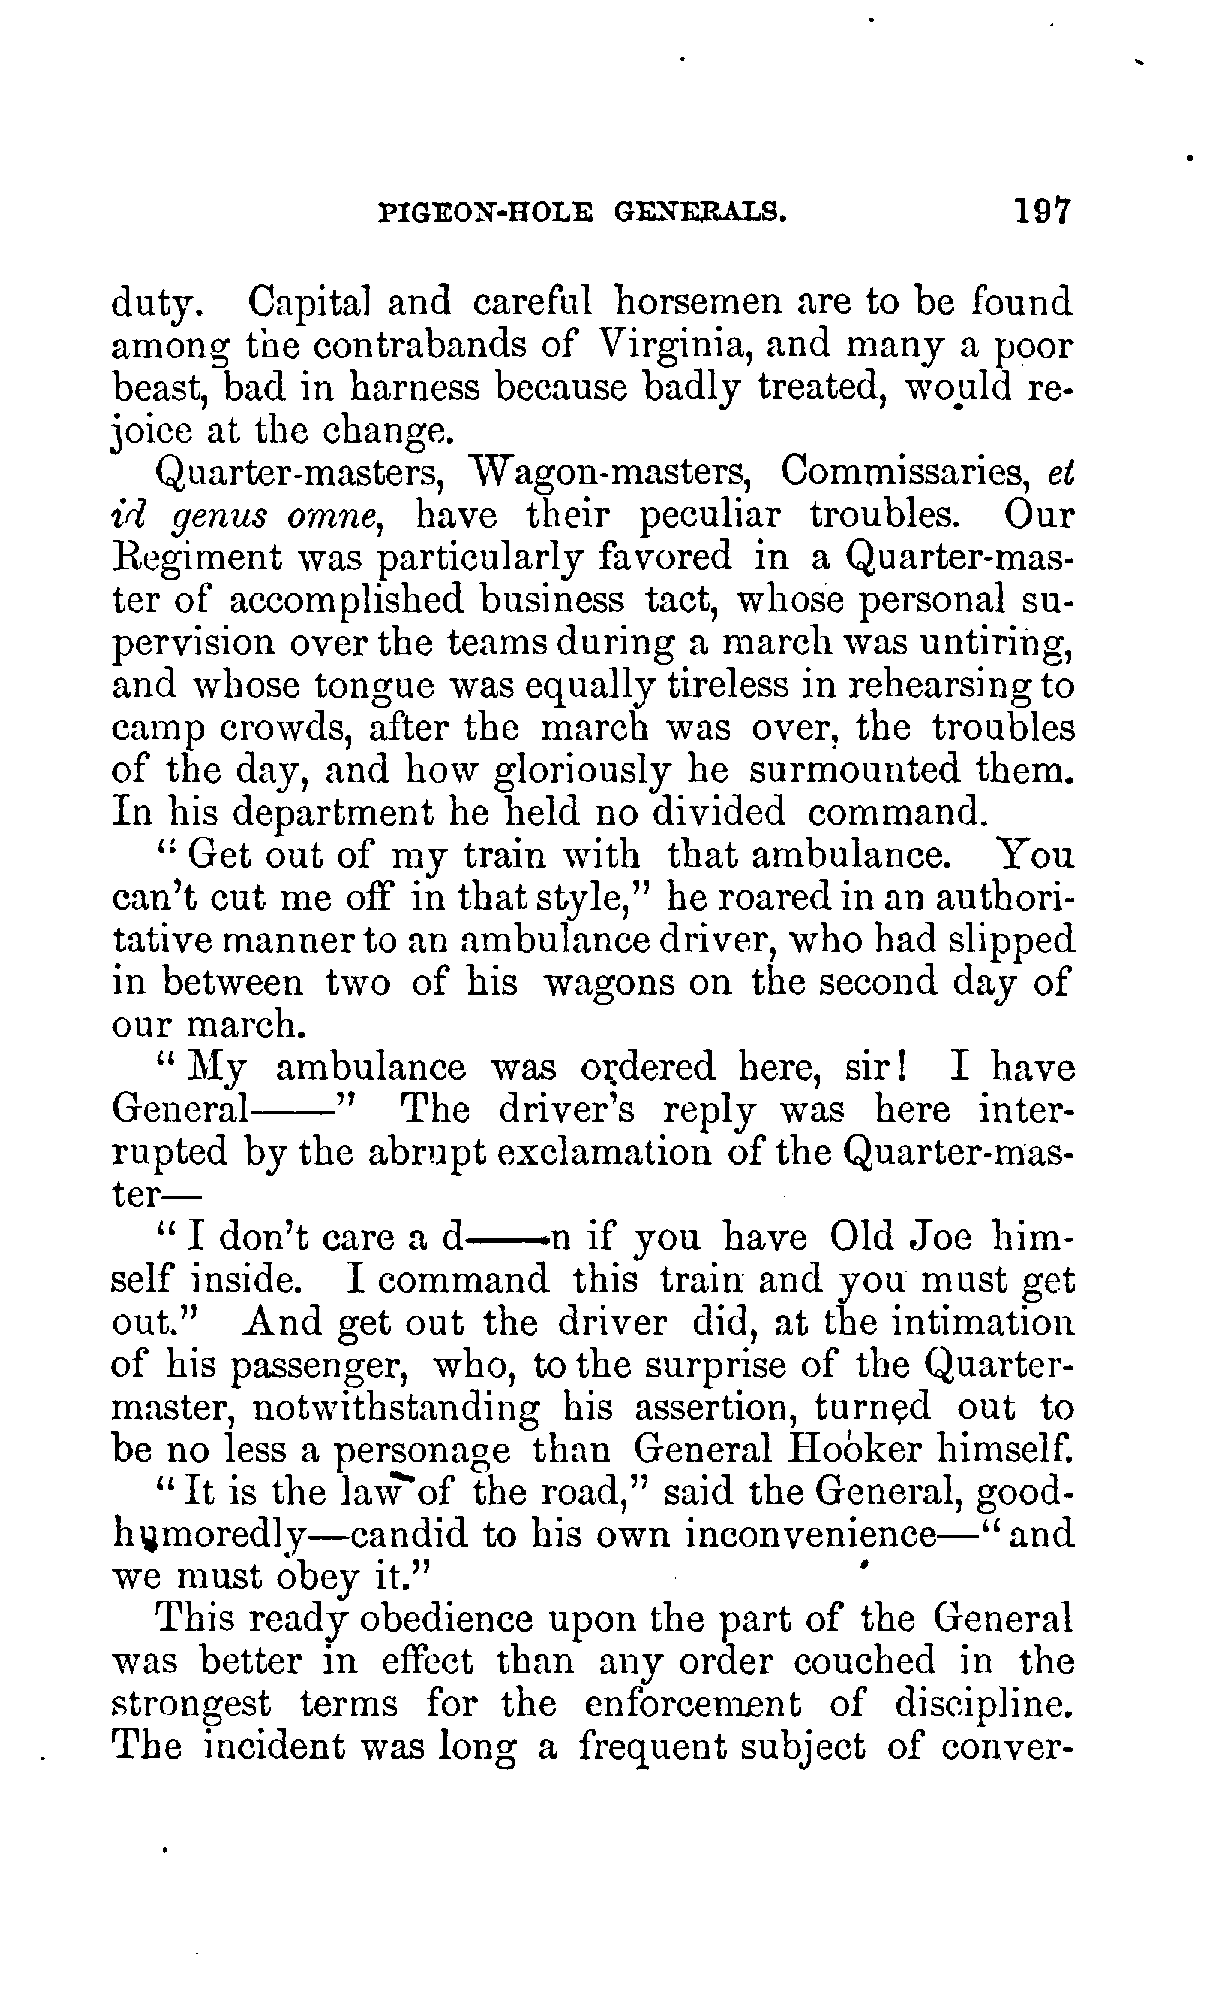 PIGEON-HOLE GENERALS. 197
duty. Capital and careful horsemen are to be found
among the contrabands of Virginia, and many a poor
beast, bad in harness because badly treated, would re-
joice at the change.
Quarter-masters, Wagon-masters, Commissaries, et
id genus omne, have their peculiar troubles. Our
Regiment was particularly favored in a Quarter-mas-
ter of accomplished business tact, whose personal su-
pervision over the teams during a march was untiring,
and whose tongue was equally tireless in rehearsing to
camp crowds, after the march was over, the troubles
of the day, and how gloriously he surmounted them.
In his department he held no divided command.
"Get out of my train with that ambulance. You
can't cut me off in that style," he roared in an authori-
tative manner to an ambulance driver, who had slipped
in between two of his wagons on the second day of
our march.
"My ambulance was ordered here, sir! I have
General——" The driver's reply was here inter-
rupted by the abrupt exclamation of the Quarter-mas-
ter—
"I don't care a d——n if you have Old Joe him-
self inside. I command this train and you must get
out." And get out the driver did, at the intimation
of his passenger, who, to the surprise of the Quarter-
master, notwithstanding his assertion, turned out to
be no less a personage than General Hooker himself.
"It is the law of the road," said the General, good-
humoredly—candid to his own inconvenience—"and
we must obey it."
This ready obedience upon the part of the General
was better in effect than any order couched in the
strongest terms for the enforcement of discipline.
The incident was long a frequent subject of conver-